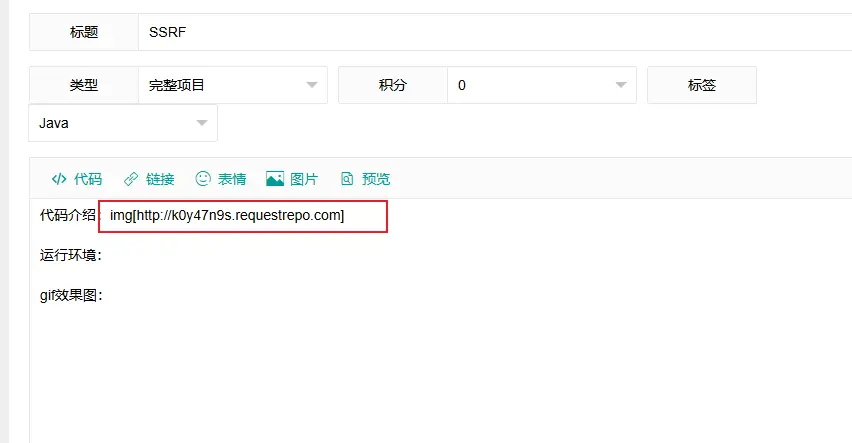 标题 SSRF
类型 完整项目 积分 0 标签
Java
代码 链接 表情 图片 预览
代码介绍：img[http://k0y47n9s.requestrepo.com]
运行环境：
gif效果图：